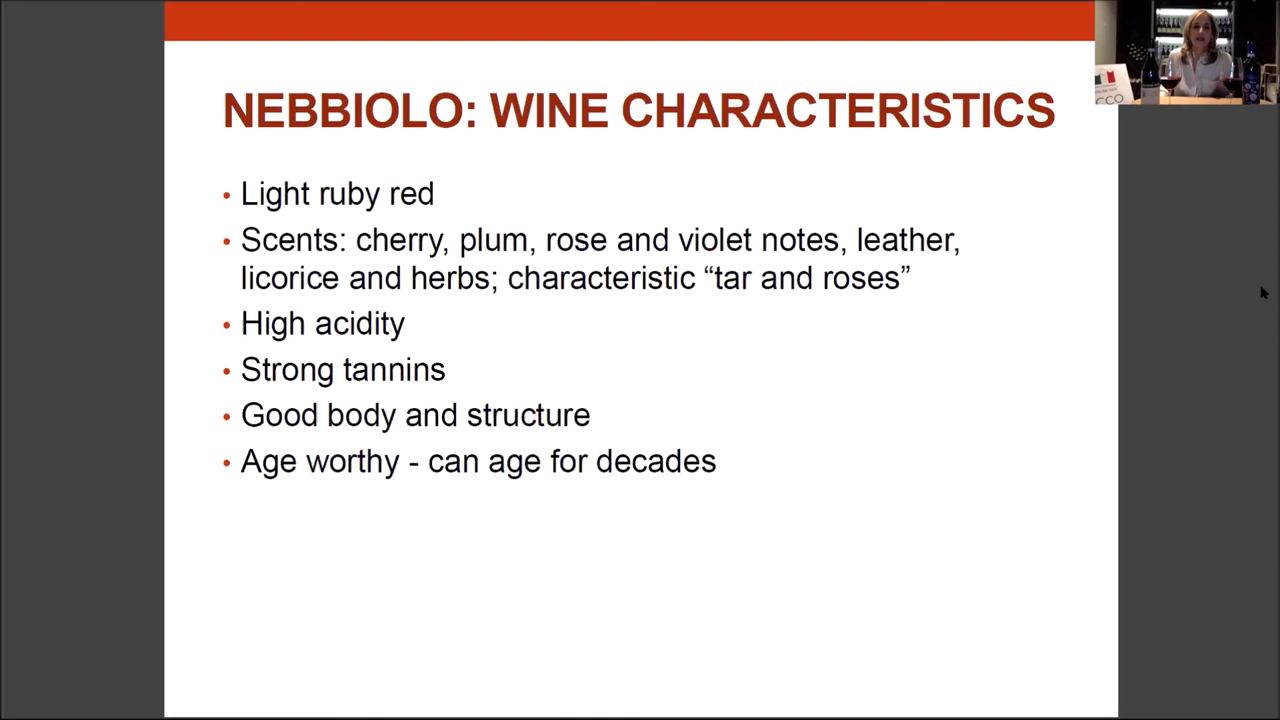 NEBBIOLO: WINE CHARACTERISTICS
• Light ruby red
• Scents: cherry, plum, rose and violet notes, leather,
licorice and herbs; characteristic “tar and roses”
• High acidity
• Strong tannins
• Good body and structure
• Age worthy - can age for decades